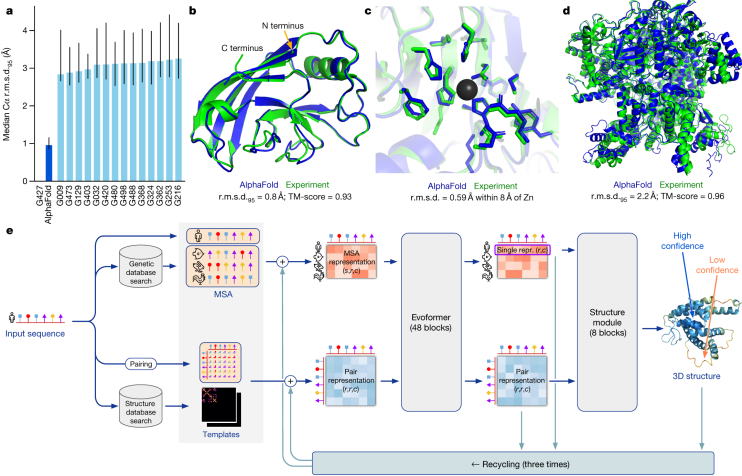 a
Median Cα r.m.s.d.95 (Å)
4
3
2
1
0
G427
AlphaFold
G009
G473
G129
G403
G032
G420
G480
G498
G488
G368
G324
G362
G253
G216
b
N terminus
C terminus
AlphaFold Experiment
r.m.s.d.95 = 0.8 Å; TM-score = 0.93
c
AlphaFold Experiment
r.m.s.d. = 0.59 Å within 8 Å of Zn
d
AlphaFold Experiment
r.m.s.d.95 = 2.2 Å; TM-score = 0.96
e
Input sequence
Genetic
database
search
Pairing
Structure
database
search
MSA
Templates
+
+
MSA
representation
(s,r,c)
Pair
representation
(r,r,c)
Evoformer
(48 blocks)
Single repr. (r,c)
Pair
representation
(r,r,c)
Structure
module
(8 blocks)
High
confidence
Low
confidence
3D structure
← Recycling (three times)